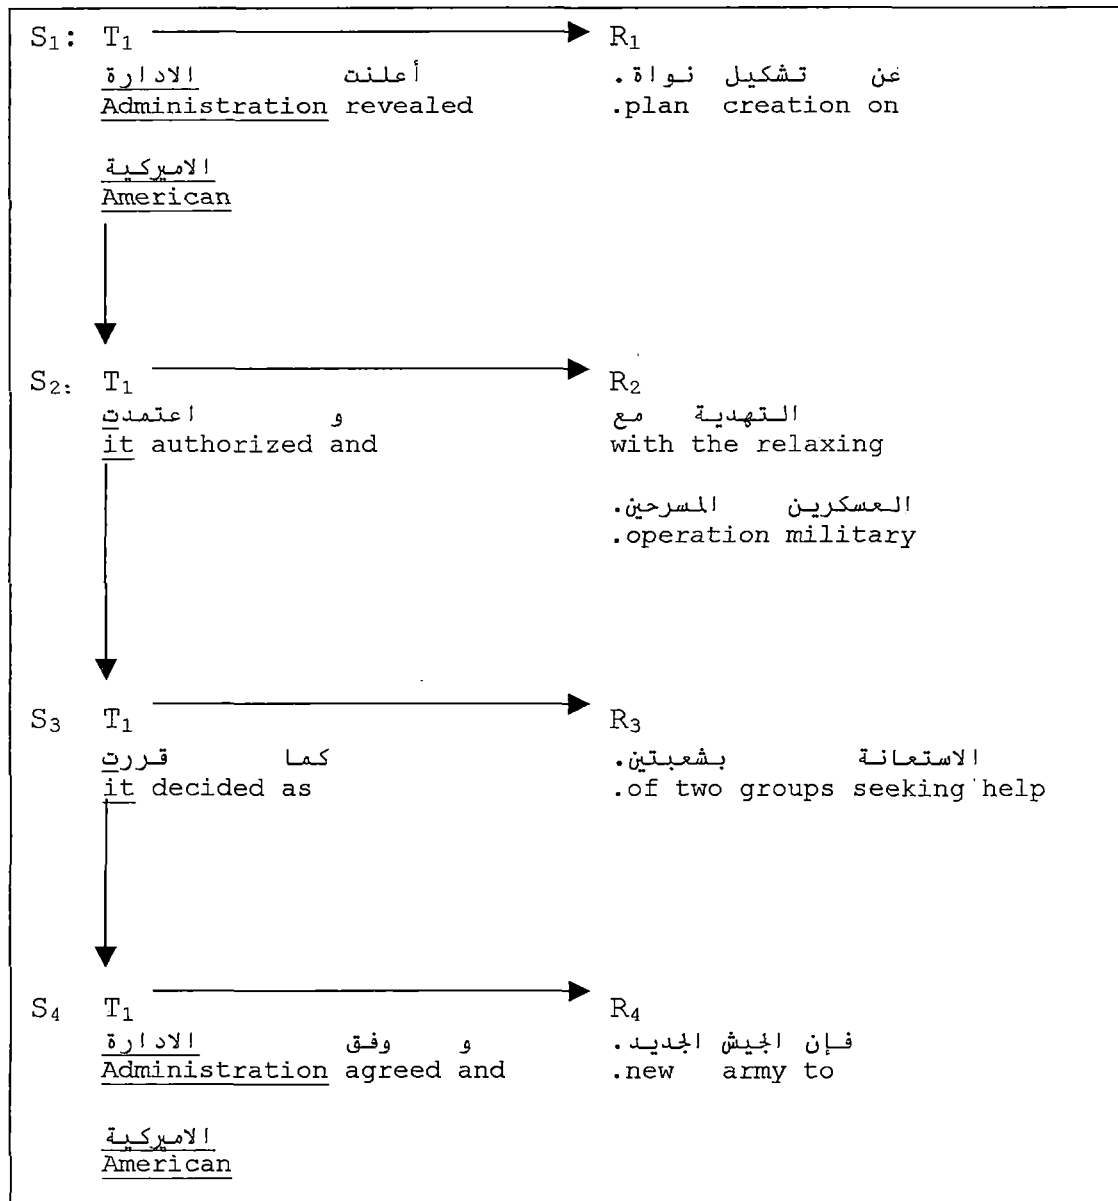 S₁: T₁ R₁
أعلنت الادارة
Administration revealed
الاميركية
American
عن تشكيل نواة.
.plan creation on
S₂: T₁ R₂
و اعتمدت
it authorized and
التهدية مع
with the relaxing
العسكرين المسرحين.
.operation military
S₃ T₁ R₃
كما قررت
it decided as
الاستعانة بشعبتين.
.of two groups seeking help
S₄ T₁ R₄
و وفق الادارة
Administration agreed and
الاميركية
American
فإن الجيش الجديد.
.new army to